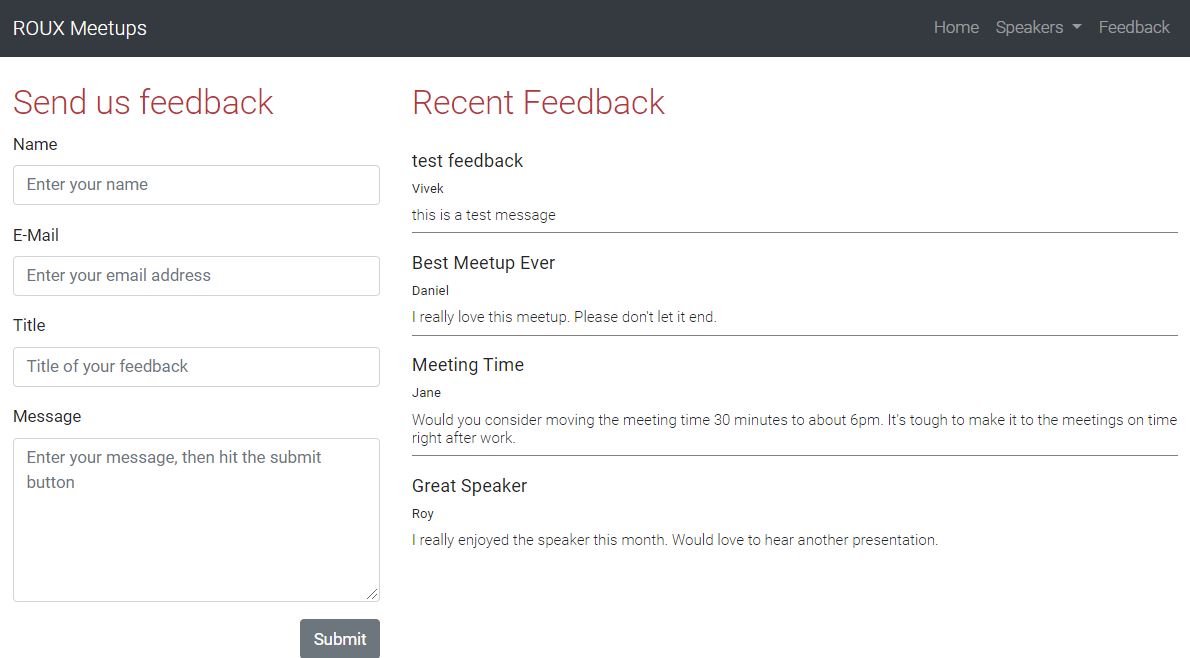 ROUX Meetups
Home Speakers Feedback
Send us feedback
Name
Enter your name
E-Mail
Enter your email address
Title
Title of your feedback
Message
Enter your message, then hit the submit
button
Submit
Recent Feedback
test feedback
Vivek
this is a test message
Best Meetup Ever
Daniel
I really love this meetup. Please don't let it end.
Meeting Time
Jane
Would you consider moving the meeting time 30 minutes to about 6pm. It's tough to make it to the meetings on time
right after work.
Great Speaker
Roy
I really enjoyed the speaker this month. Would love to hear another presentation.